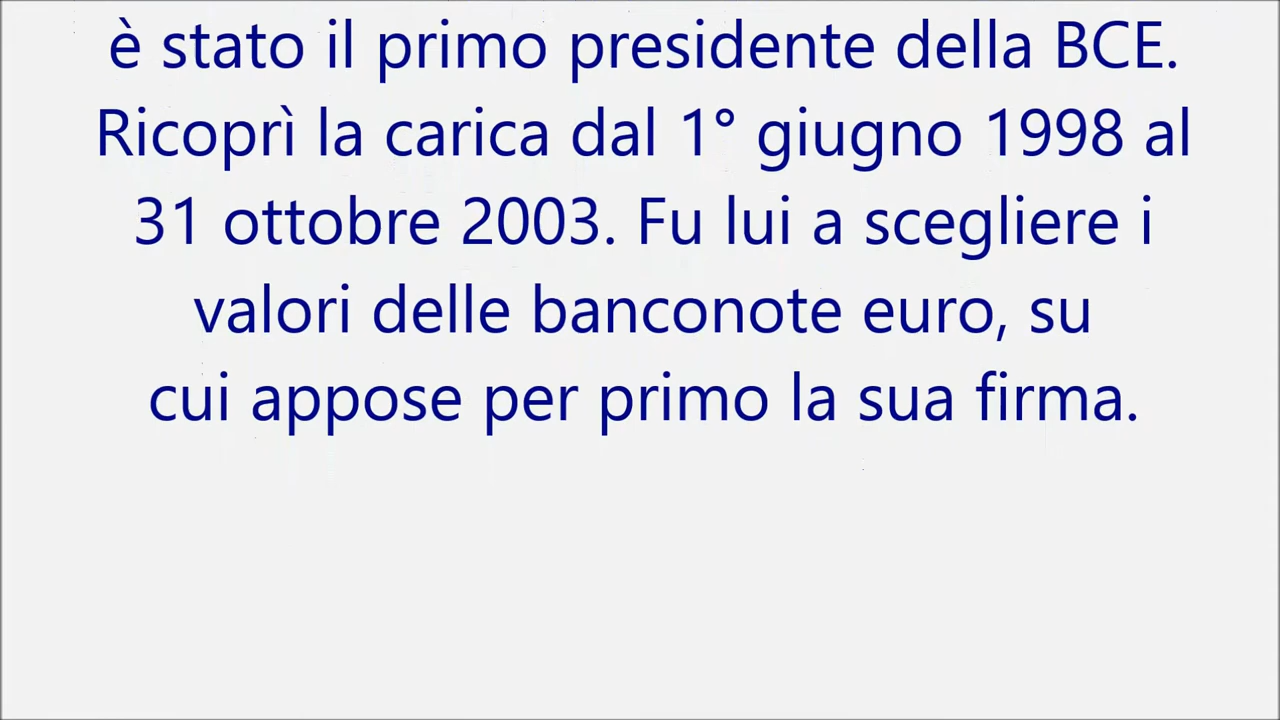 è stato il primo presidente della BCE.
Ricoprì la carica dal 1° giugno 1998 al
31 ottobre 2003. Fu lui a scegliere i
valori delle banconote euro, su
cui appose per primo la sua firma.